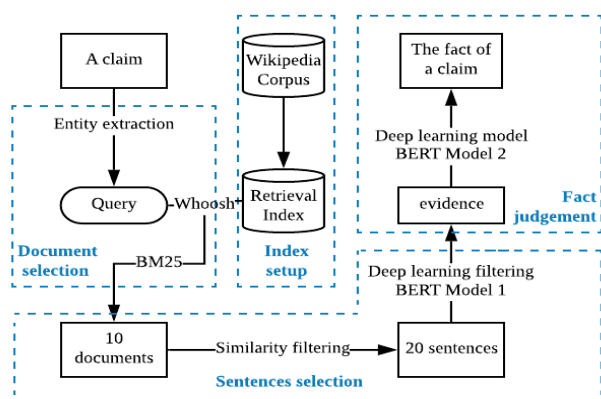 A claim
Entity extraction
Query
Whoosh
Document
selection
BM25
Wikipedia
Corpus
Retrieval
Index
Index
setup
10
documents
Similarity filtering
20 sentences
Sentences selection
Deep learning filtering
BERT Model 1
evidence
Fact
judgement
Deep learning model
BERT Model 2
The fact of
a claim